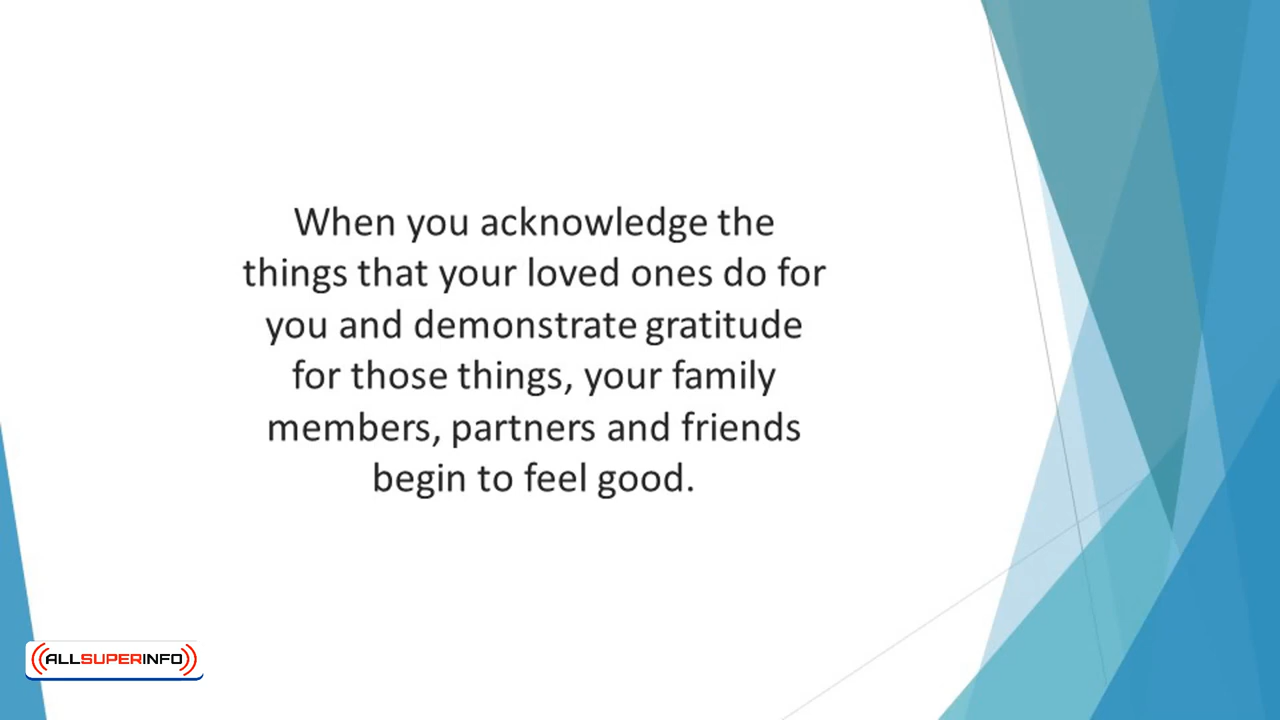 When you acknowledge the
things that your loved ones do for
you and demonstrate gratitude
for those things, your family
members, partners and friends
begin to feel good.
ALLSUPERINFO